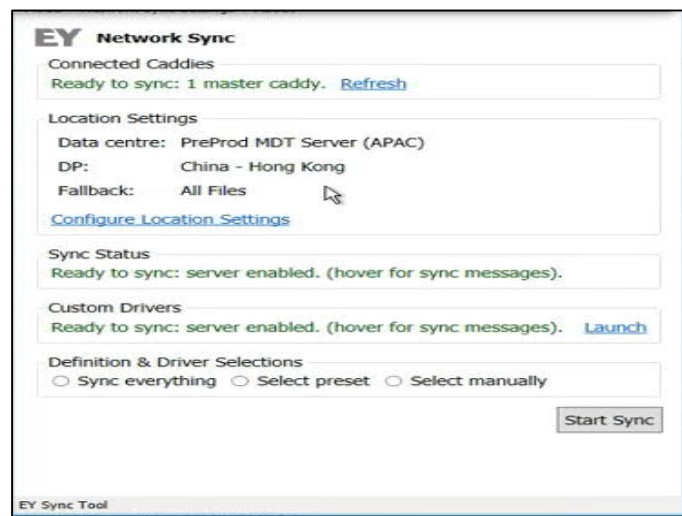 EY Network Sync
Connected Caddies
Ready to sync: 1 master caddy. Refresh
Location Settings
Data centre: PreProd MDT Server (APAC)
DP: China - Hong Kong
Fallback: All Files
Configure Location Settings
Sync Status
Ready to sync: server enabled. (hover for sync messages).
Custom Drivers
Ready to sync: server enabled. (hover for sync messages). Launch
Definition & Driver Selections
Sync everything Select preset Select manually
Start Sync
EY Sync Tool